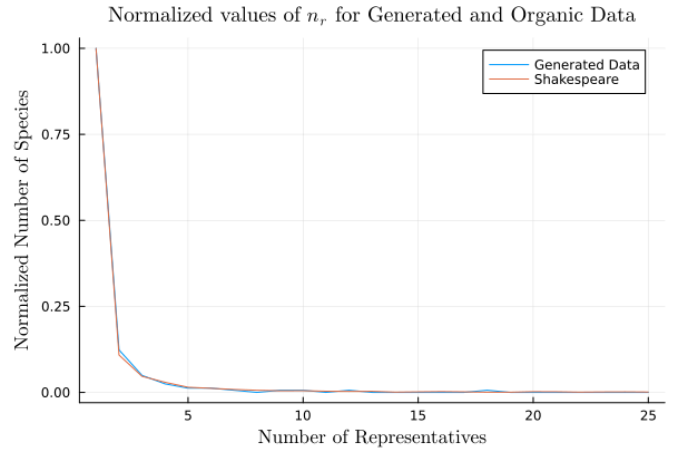 Normalized values of n_r for Generated and Organic Data
Generated Data
Shakespeare
Normalized Number of Species
1.00
0.75
0.50
0.25
0.00
5 10 15 20 25
Number of Representatives